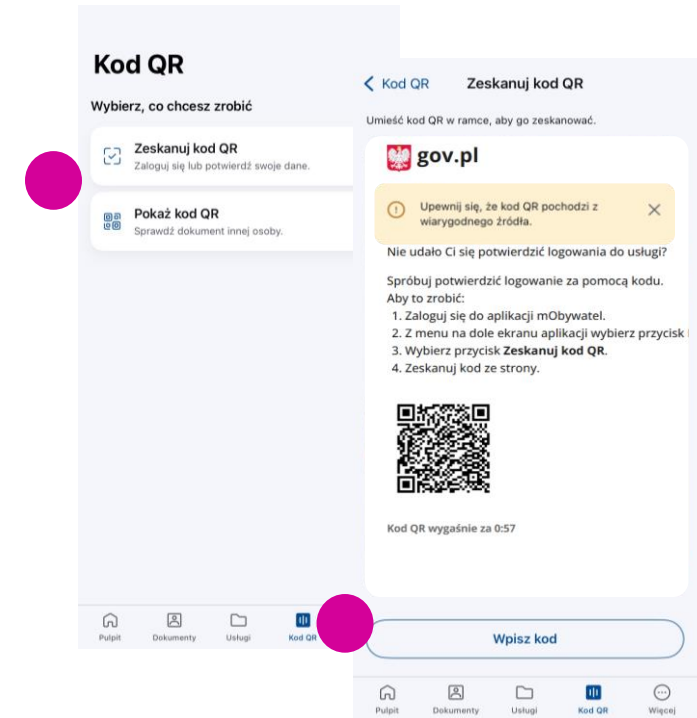 Kod QR
Wybierz, co chcesz zrobić
Zeskanuj kod QR
Zaloguj się lub potwierdź swoje dane.
Pokaż kod QR
Sprawdź dokument innej osoby.
Pulpit Dokumenty Usługi Kod QR
Kod QR Zeskanuj kod QR
Umieść kod QR w ramce, aby go zeskanować.
gov.pl
Upewnij się, że kod QR pochodzi z
wiarygodnego źródła.
Nie udało Ci się potwierdzić logowania do usługi?
Spróbuj potwierdzić logowanie za pomocą kodu.
Aby to zrobić:
1. Zaloguj się do aplikacji mObywatel.
2. Z menu na dole ekranu aplikacji wybierz przycisk
3. Wybierz przycisk Zeskanuj kod QR.
4. Zeskanuj kod ze strony.
Kod QR wygaśnie za 0:57
Wpisz kod
Pulpit Dokumenty Usługi Kod QR Więcej